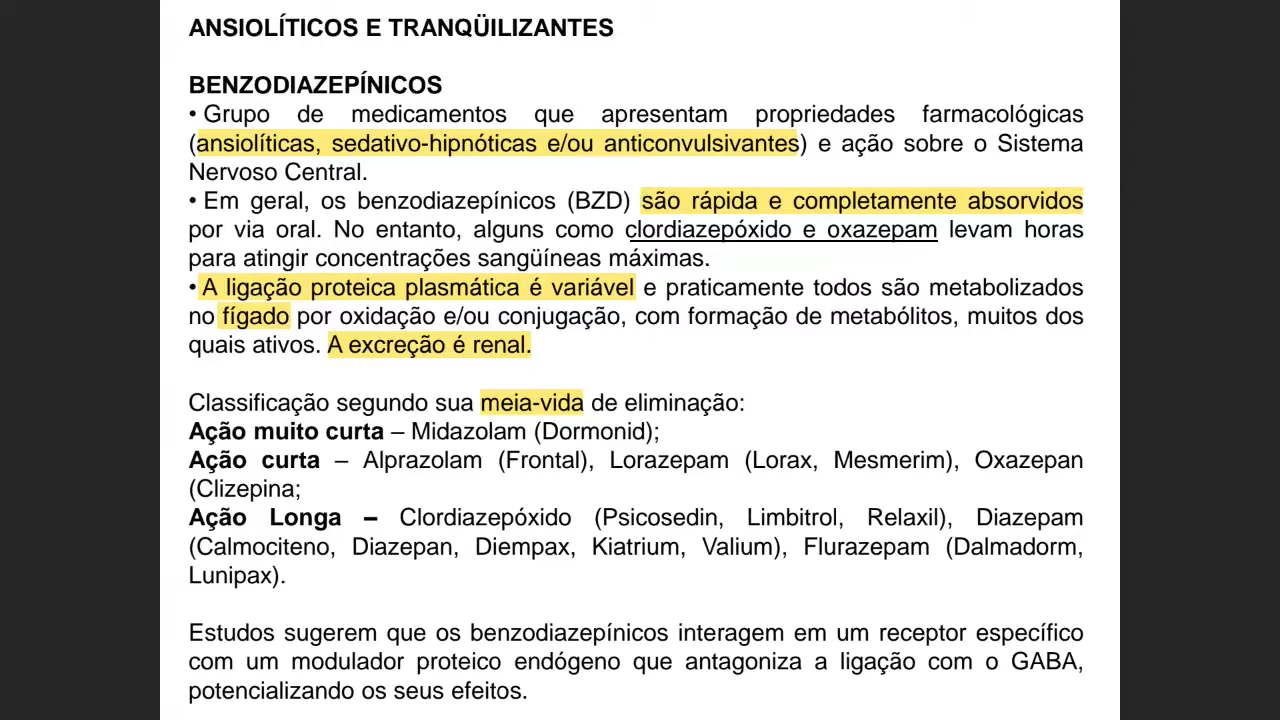 ANSIOLÍTICOS E TRANQÜILIZANTES
BENZODIAZEPÍNICOS
• Grupo de medicamentos que apresentam propriedades farmacológicas
(ansiolíticas, sedativo-hipnóticas e/ou anticonvulsivantes) e ação sobre o Sistema
Nervoso Central.
• Em geral, os benzodiazepínicos (BZD) são rápida e completamente absorvidos
por via oral. No entanto, alguns como clordiazepóxido e oxazepam levam horas
para atingir concentrações sangüíneas máximas.
• A ligação proteica plasmática é variável e praticamente todos são metabolizados
no fígado por oxidação e/ou conjugação, com formação de metabólitos, muitos dos
quais ativos. A excreção é renal.
Classificação segundo sua meia-vida de eliminação:
Ação muito curta – Midazolam (Dormonid);
Ação curta – Alprazolam (Frontal), Lorazepam (Lorax, Mesmerim), Oxazepan
(Clizepina;
Ação Longa – Clordiazepóxido (Psicosedin, Limbitrol, Relaxil), Diazepam
(Calmociteno, Diazepan, Diempax, Kiatrium, Valium), Flurazepam (Dalmadorm,
Lunipax).
Estudos sugerem que os benzodiazepínicos interagem em um receptor específico
com um modulador proteico endógeno que antagoniza a ligação com o GABA,
potencializando os seus efeitos.